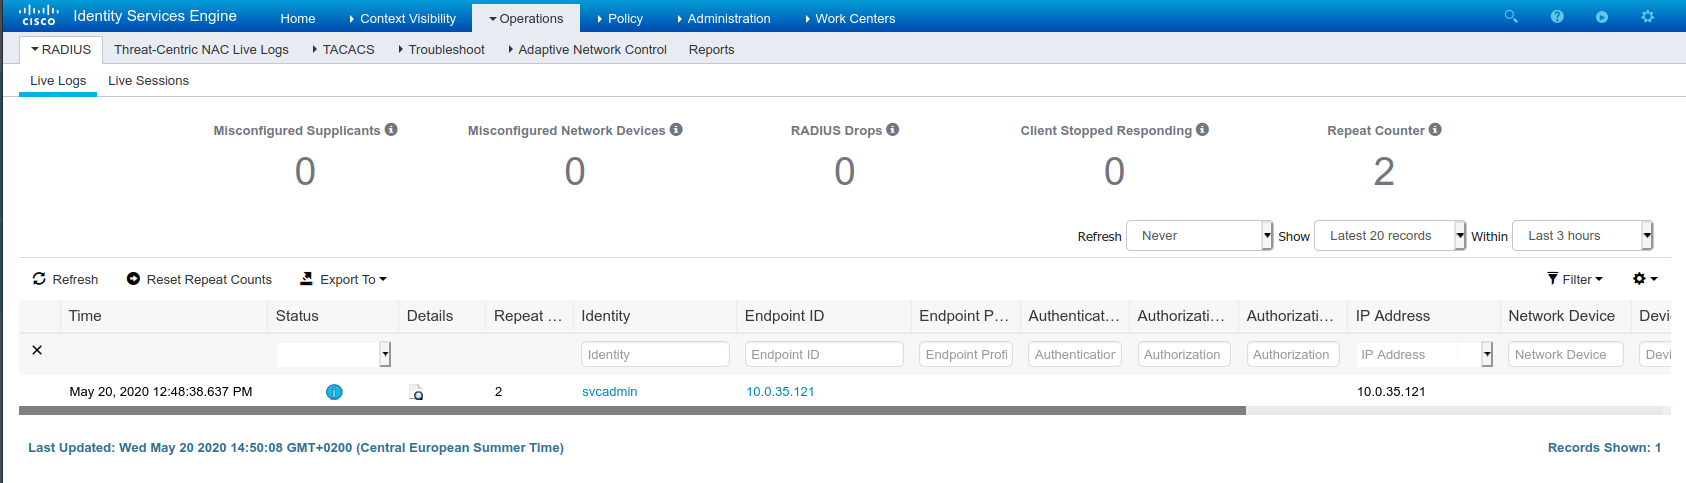 cisco Identity Services Engine Home Context Visibility Operations Policy Administration Work Centers
RADIUS Threat-Centric NAC Live Logs TACACS Troubleshoot Adaptive Network Control Reports
Live Logs Live Sessions
Misconfigured Supplicants Misconfigured Network Devices RADIUS Drops Client Stopped Responding Repeat Counter
0 0 0 0 2
Refresh Never Show Latest 20 records Within Last 3 hours
Refresh Reset Repeat Counts Export To Filter
Time Status Details Repeat ... Identity Endpoint ID Endpoint P... Authenticat... Authorizati... Authorizati... IP Address Network Device Devi
Identity Endpoint ID Endpoint Profi Authentication Authorization Authorization IP Address Network Device Devi
May 20, 2020 12:48:38.637 PM 2 svcadmin 10.0.35.121 10.0.35.121
Last Updated: Wed May 20 2020 14:50:08 GMT+0200 (Central European Summer Time) Records Shown: 1